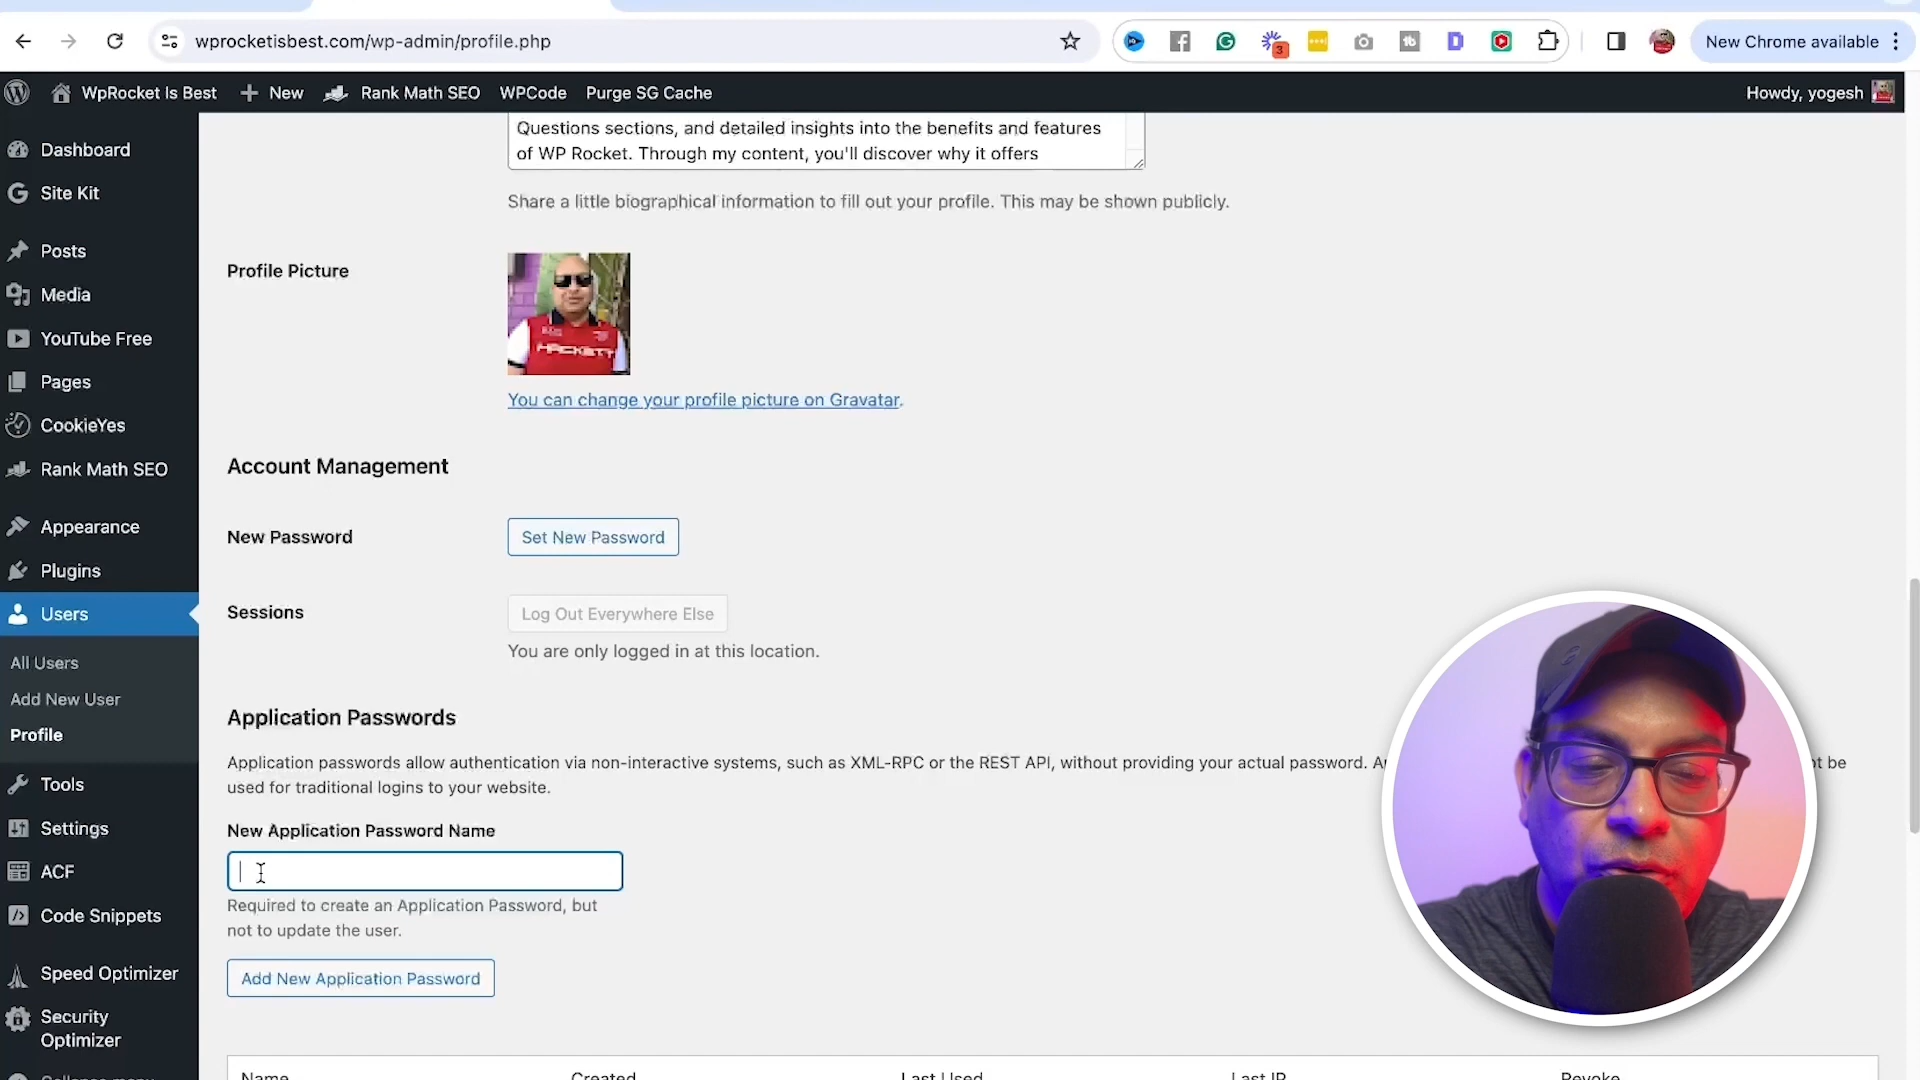 wprocketisbest.com/wp-admin/profile.php
3
New Chrome available
WpRocket Is Best
New
Rank Math SEO
WPCode
Purge SG Cache
Howdy, yogesh
Dashboard
Site Kit
Posts
Media
YouTube Free
Pages
CookieYes
Rank Math SEO
Appearance
Plugins
Users
All Users
Add New User
Profile
Tools
Settings
ACF
Code Snippets
Speed Optimizer
Security
Optimizer
Collapse menu
Questions sections, and detailed insights into the benefits and features
of WP Rocket. Through my content, you'll discover why it offers
Share a little biographical information to fill out your profile. This may be shown publicly.
Profile Picture
HACKETT
You can change your profile picture on Gravatar.
Account Management
New Password
Set New Password
Sessions
Log Out Everywhere Else
You are only logged in at this location.
Application Passwords
Application passwords allow authentication via non-interactive systems, such as XML-RPC or the REST API, without providing your actual password. be
used for traditional logins to your website.
New Application Password Name
Required to create an Application Password, but
not to update the user.
Add New Application Password
Name Created Last Used Last IP Revoke